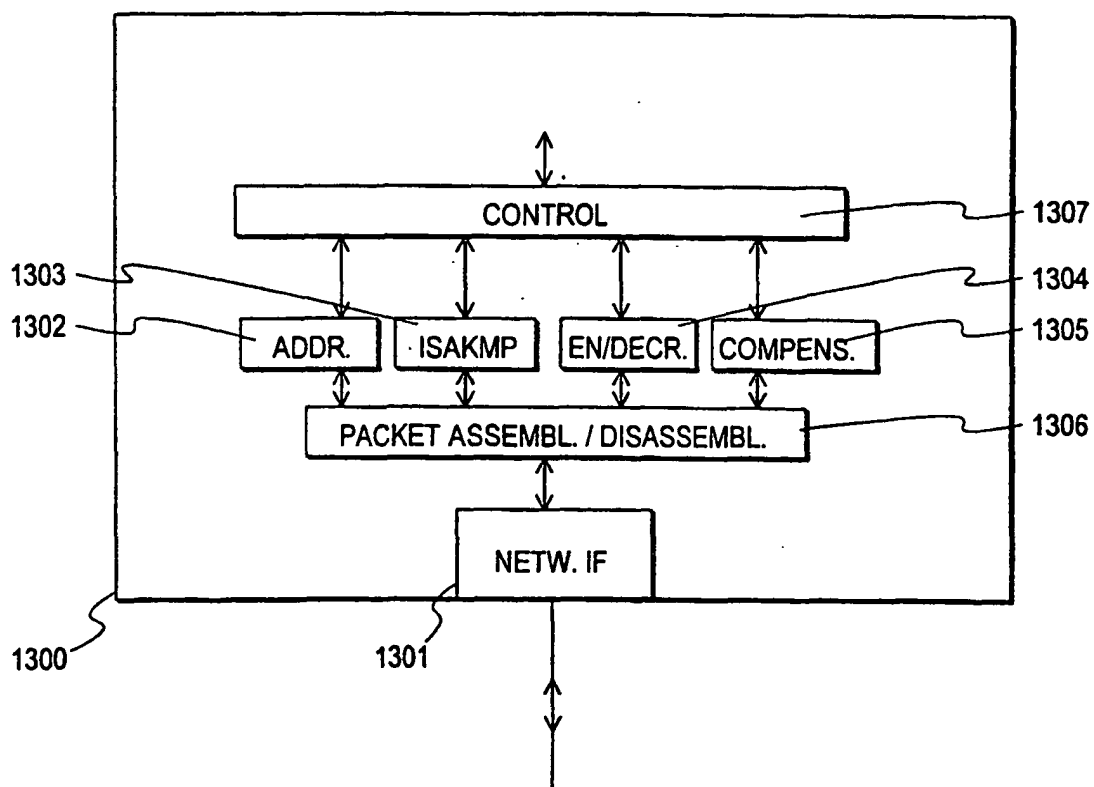 CONTROL
1307
1303
1304
1302
1305
ADDR.
ISAKMP
EN/DECR.
COMPENS.
PACKET ASSEMBL. / DISASSEMBL.
1306
NETW. IF
1300
1301